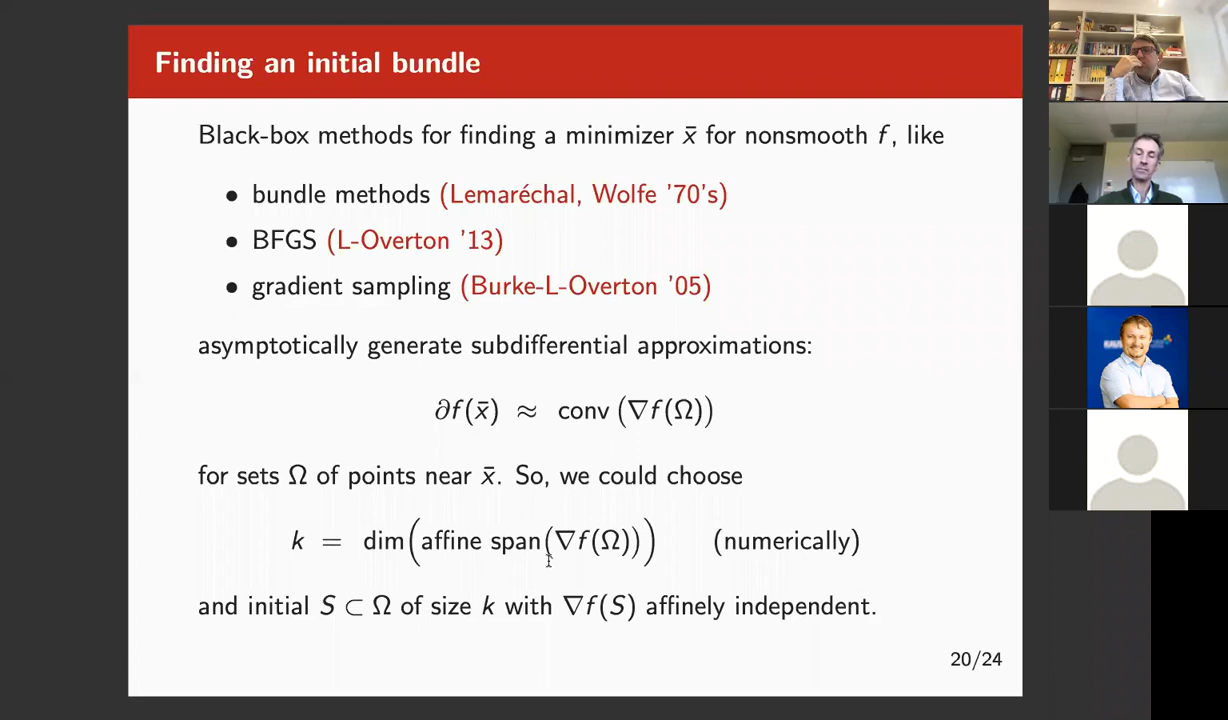 Finding an initial bundle
Black-box methods for finding a minimizer x̄ for nonsmooth f, like
• bundle methods (Lemaréchal, Wolfe '70's)
• BFGS (L-Overton '13)
• gradient sampling (Burke-L-Overton '05)
asymptotically generate subdifferential approximations:
∂f(x̄) ≈ conv (∇f(Ω))
for sets Ω of points near x̄. So, we could choose
k = dim(affine span(∇f(Ω))) (numerically)
and initial S ⊂ Ω of size k with ∇f(S) affinely independent.
20/24